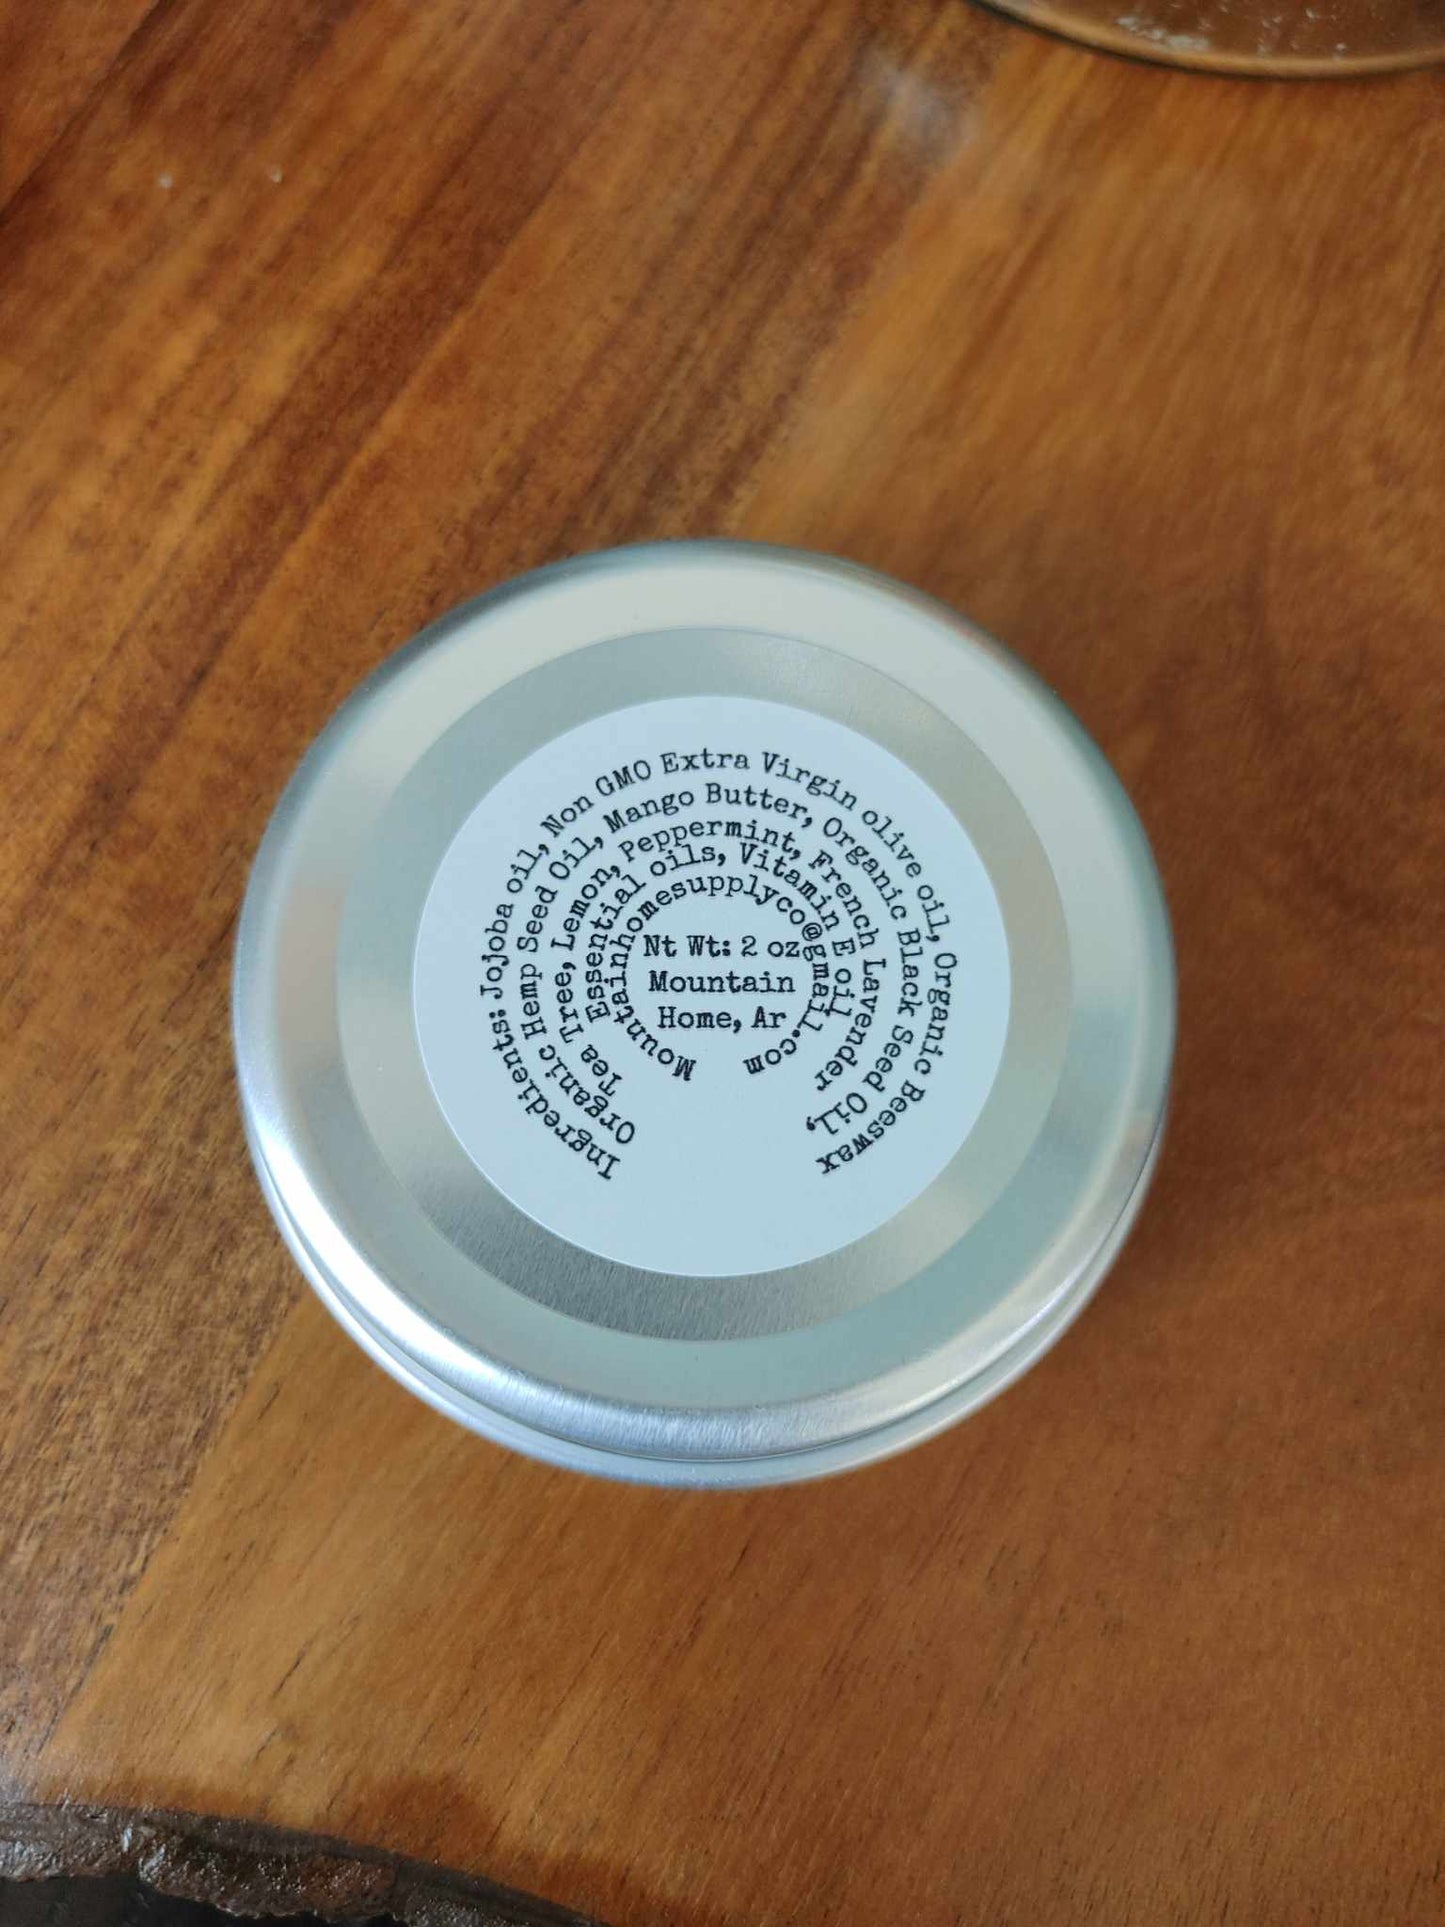 Ingredients: Jojoba oil, Non GMO Extra Virgin olive oil, Organic Beeswax
Organic Hemp Seed Oil, Mango Butter, Organic Black Seed Oil,
Tea Tree, Lemon, Peppermint, French Lavender
Essential oils, Vitamin E oil
Mountainhomesupplyco@gmail.com
Nt Wt: 2 oz
Mountain
Home, Ar